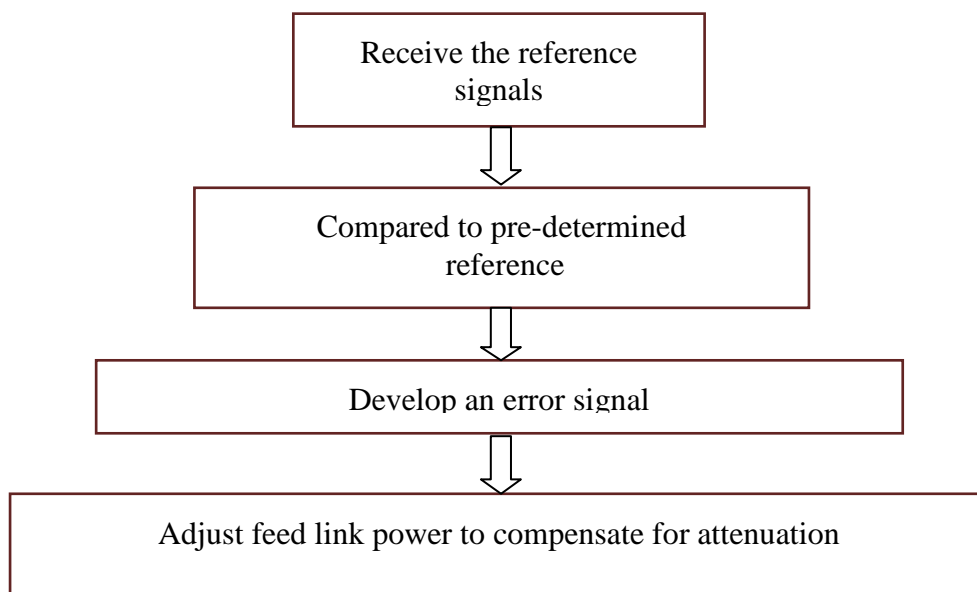 Receive the reference
signals
Compared to pre-determined
reference
Develop an error signal
Adjust feed link power to compensate for attenuation